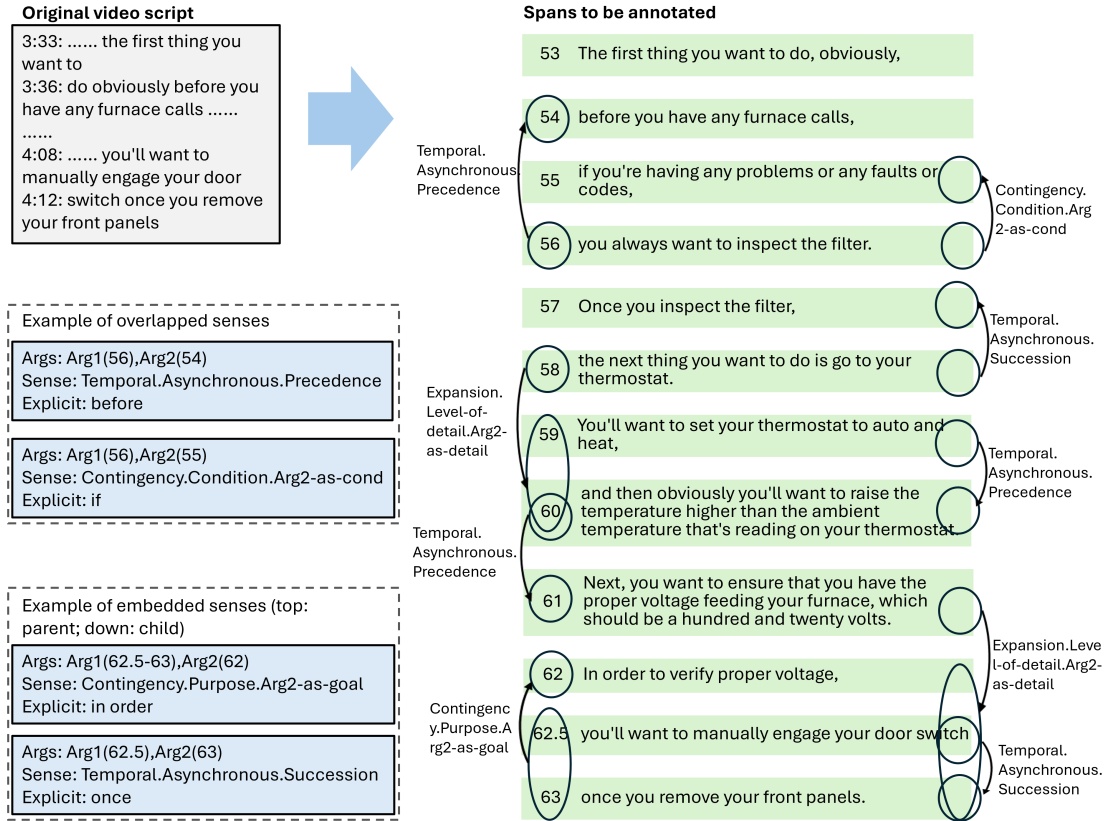 Original video script
3:33: ...... the first thing you
want to
3:36: do obviously before you
have any furnace calls ......
......
4:08: ...... you'll want to
manually engage your door
4:12: switch once you remove
your front panels
Example of overlapped senses
Args: Arg1(56),Arg2(54)
Sense: Temporal.Asynchronous.Precedence
Explicit: before
Args: Arg1(56),Arg2(55)
Sense: Contingency.Condition.Arg2-as-cond
Explicit: if
Example of embedded senses (top:
parent; down: child)
Args: Arg1(62.5-63),Arg2(62)
Sense: Contingency.Purpose.Arg2-as-goal
Explicit: in order
Args: Arg1(62.5),Arg2(63)
Sense: Temporal.Asynchronous.Succession
Explicit: once
Spans to be annotated
53 The first thing you want to do, obviously,
54 before you have any furnace calls,
Temporal.
Asynchronous.
Precedence
55 if you're having any problems or any faults or
codes,
Contingency.
Condition.Arg
2-as-cond
56 you always want to inspect the filter.
57 Once you inspect the filter,
Temporal.
Asynchronous.
Succession
58 the next thing you want to do is go to your
thermostat.
Expansion.
Level-of-
detail.Arg2-
as-detail
59 You'll want to set your thermostat to auto and
heat,
Temporal.
Asynchronous.
Precedence
60 and then obviously you'll want to raise the
temperature higher than the ambient
temperature that's reading on your thermostat.
Temporal.
Asynchronous.
Precedence
61 Next, you want to ensure that you have the
proper voltage feeding your furnace, which
should be a hundred and twenty volts.
Expansion.Leve
l-of-detail.Arg2-
as-detail
62 In order to verify proper voltage,
Contingenc
y.Purpose.A
rg2-as-goal
62.5 you'll want to manually engage your door switch
Temporal.
Asynchronous.
Succession
63 once you remove your front panels.